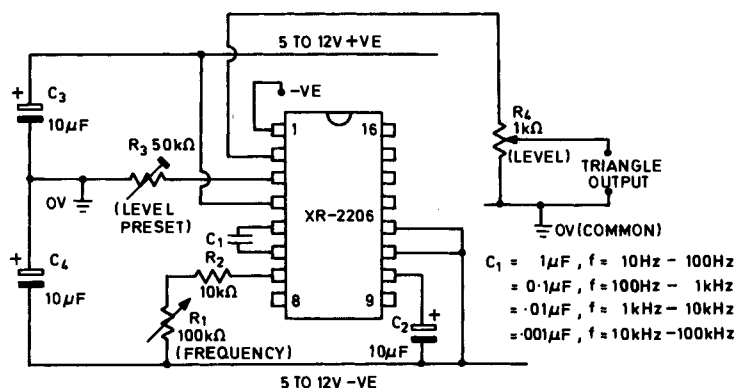 5 TO 12V +VE
+
C3
10µF
-VE
1
16
R4
1kΩ
(LEVEL)
R3 50kΩ
TRIANGLE
OUTPUT
0V
(LEVEL
PRESET)
XR-2206
0V (COMMON)
C1
+
C4
10µF
R2
10kΩ
8
9
R1
100kΩ
(FREQUENCY)
C2
+
10µF
C1 = 1µF, f = 10Hz - 100Hz
= 0.1µF, f = 100Hz - 1kHz
= .01µF, f = 1kHz - 10kHz
= .001µF, f = 10kHz - 100kHz
5 TO 12V -VE